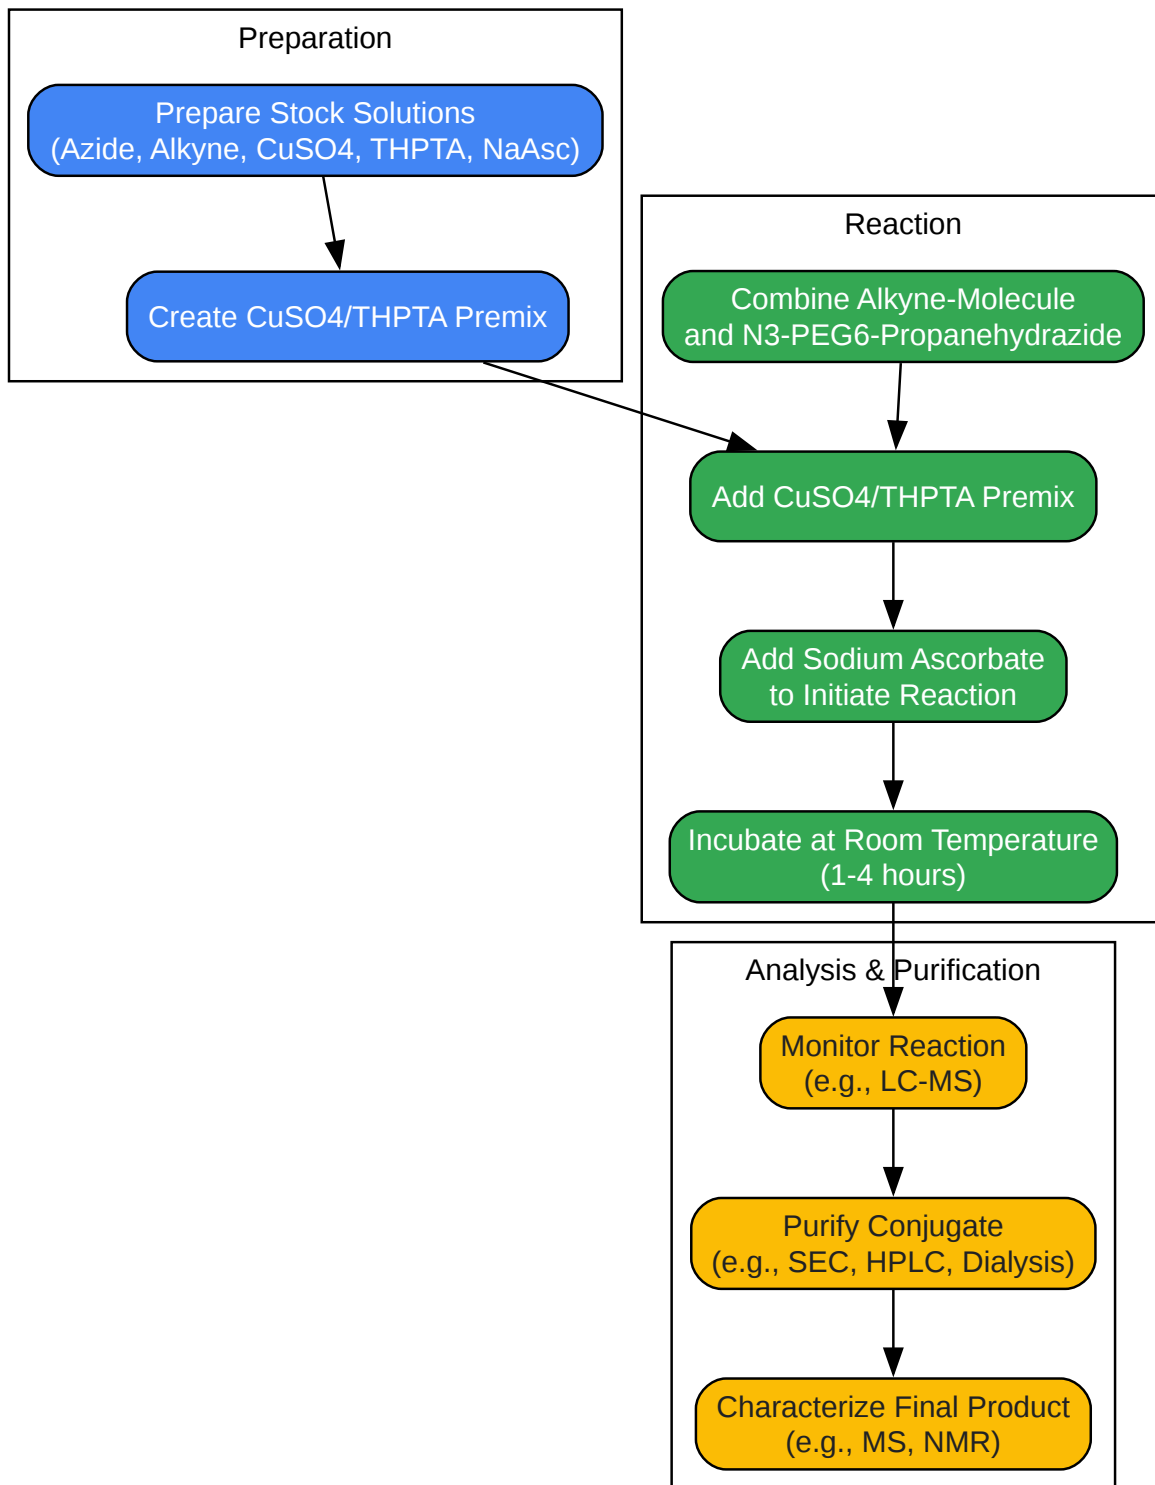 Preparation
Prepare Stock Solutions
(Azide, Alkyne, CuSO4, THPTA, NaAsc)
Create CuSO4/THPTA Premix
Reaction
Combine Alkyne-Molecule
and N3-PEG6-Propanehydrazide
Add CuSO4/THPTA Premix
Add Sodium Ascorbate
to Initiate Reaction
Incubate at Room Temperature
(1-4 hours)
Analysis & Purification
Monitor Reaction
(e.g., LC-MS)
Purify Conjugate
(e.g., SEC, HPLC, Dialysis)
Characterize Final Product
(e.g., MS, NMR)